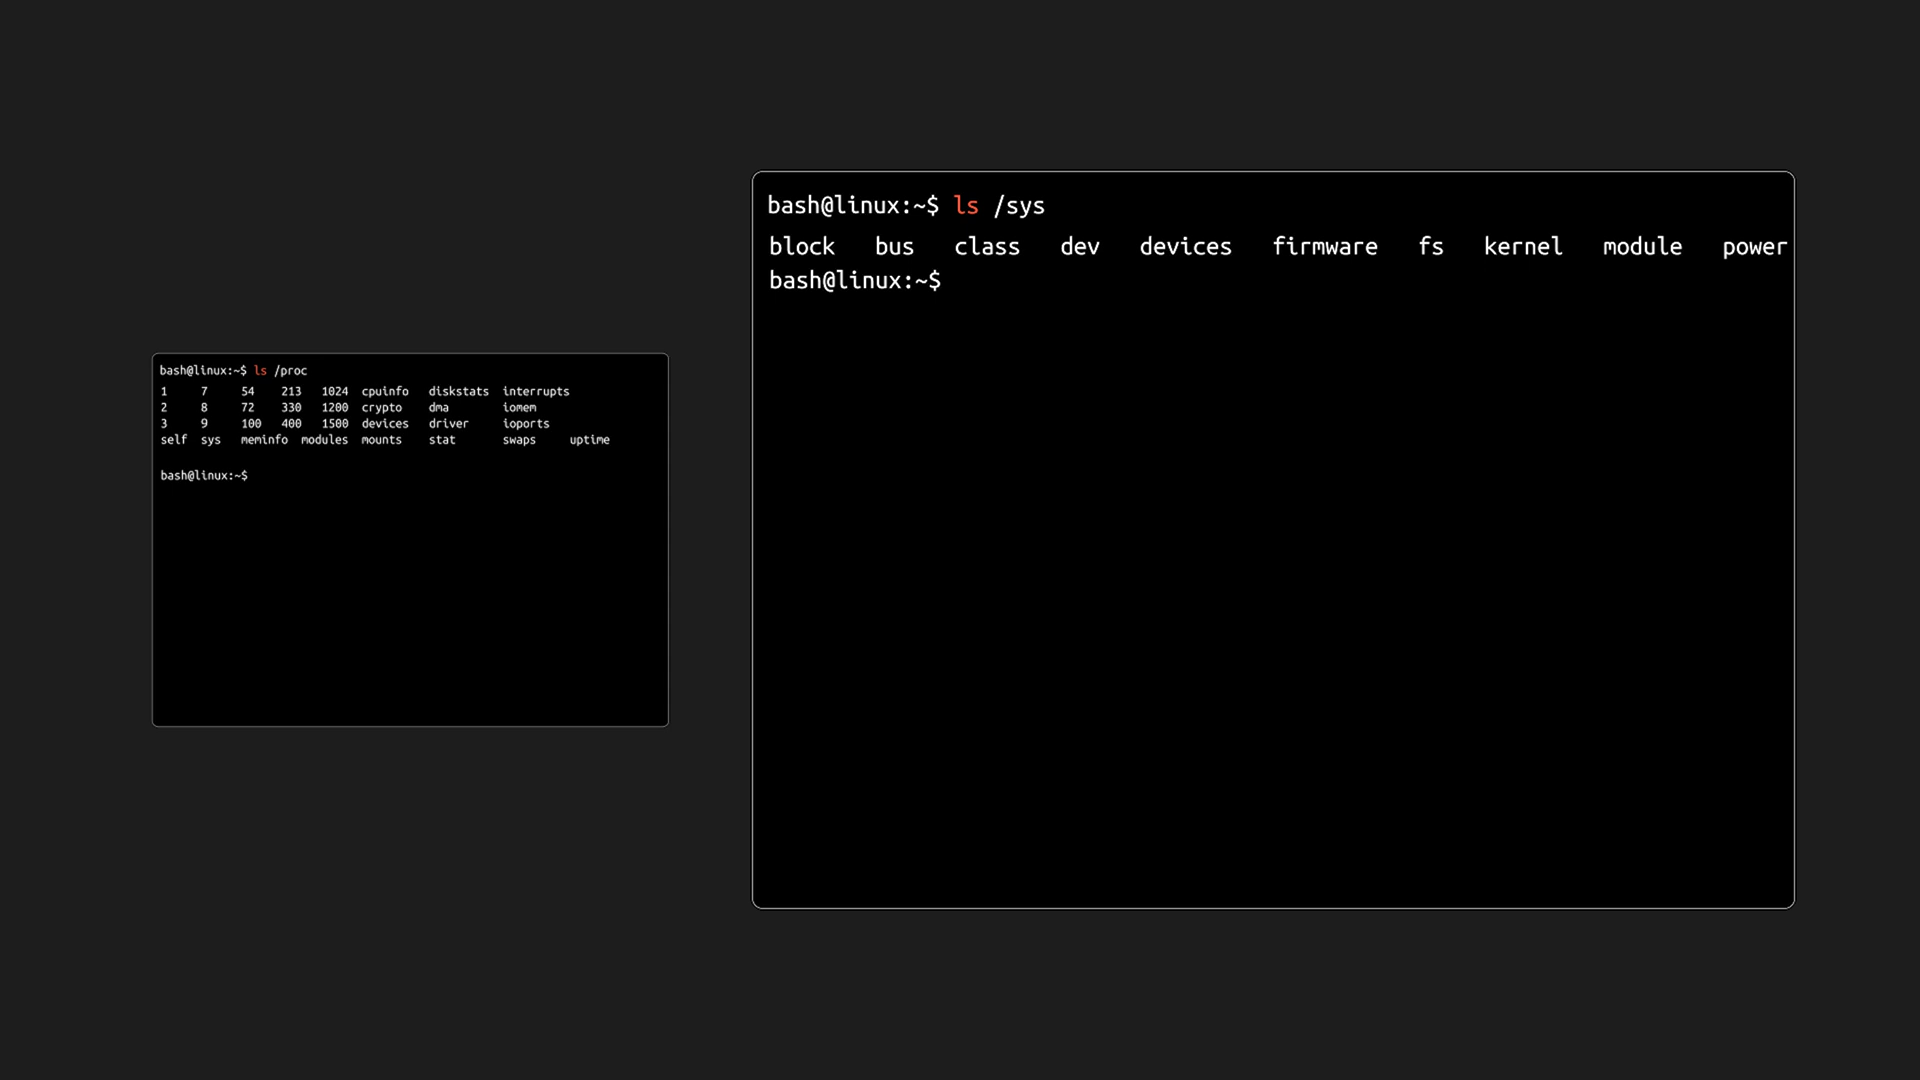 bash@linux:~$ ls /proc
1 7 54 213 1024 cpuinfo diskstats interrupts
2 8 72 330 1200 crypto dma iomem
3 9 100 400 1500 devices driver ioports
self sys meminfo modules mounts stat swaps uptime
bash@linux:~$
bash@linux:~$ ls /sys
block bus class dev devices firmware fs kernel module power
bash@linux:~$